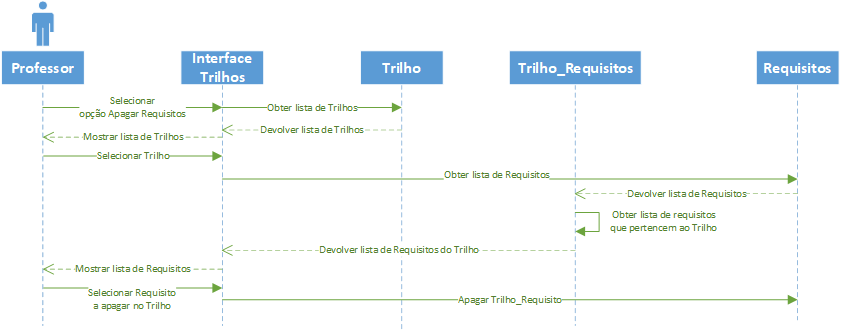 Professor
Interface
Trilhos
Trilho
Trilho_Requisitos
Requisitos
Selecionar
opção Apagar Requisitos
Obter lista de Trilhos
Devolver lista de Trilhos
Mostrar lista de Trilhos
Selecionar Trilho
Obter lista de Requisitos
Devolver lista de Requisitos
Obter lista de requisitos
que pertencem ao Trilho
Devolver lista de Requisitos do Trilho
Mostrar lista de Requisitos
Selecionar Requisito
a apagar no Trilho
Apagar Trilho_Requisito